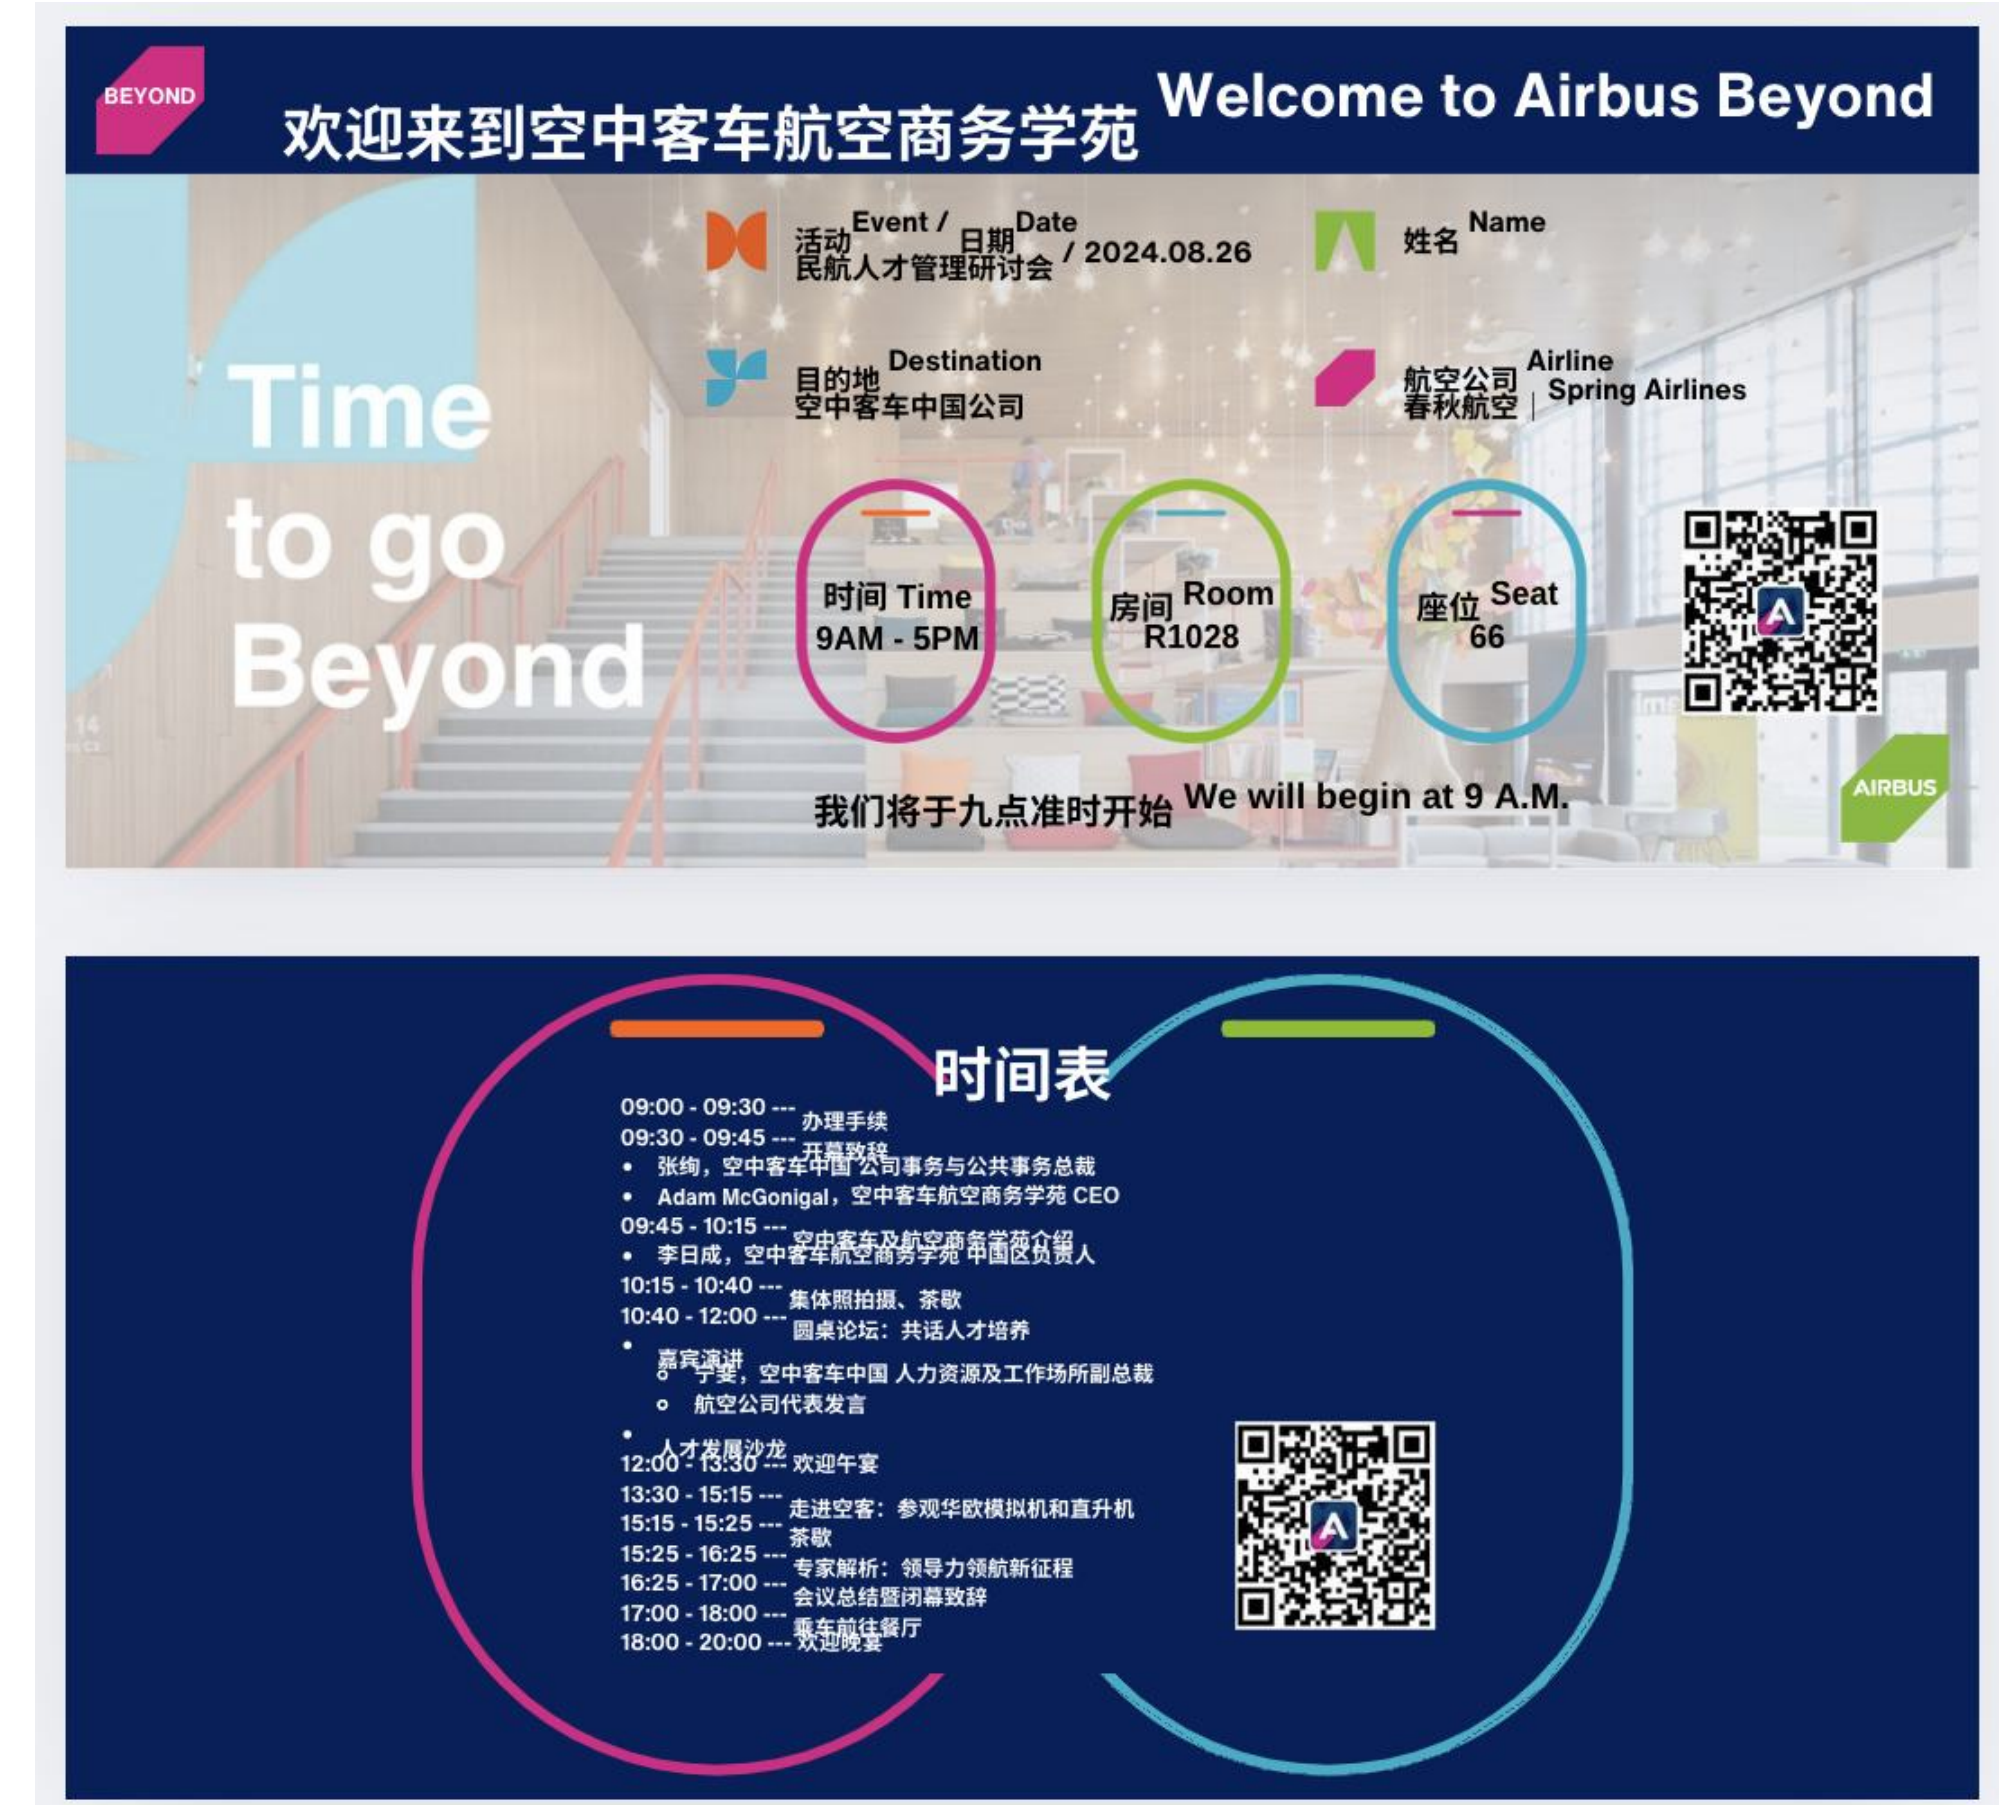 BEYOND
欢迎来到空中客车航空商务学苑 Welcome to Airbus Beyond
活动 Event / 日期 Date
民航人才管理研讨会 / 2024.08.26
姓名 Name
目的地 Destination
空中客车中国公司
航空公司 Airline
春秋航空 | Spring Airlines
Time
to go
Beyond
时间 Time
9AM - 5PM
房间 Room
R1028
座位 Seat
66
我们将于九点准时开始 We will begin at 9 A.M.
AIRBUS
时间表
09:00 - 09:30 --- 办理手续
09:30 - 09:45 --- 开幕致辞
• 张绚，空中客车中国 公司事务与公共事务总裁
• Adam McGonigal，空中客车航空商务学苑 CEO
09:45 - 10:15 --- 空中客车及航空商务学苑介绍
• 李日成，空中客车航空商务学苑 中国区负责人
10:15 - 10:40 --- 集体照拍摄、茶歇
10:40 - 12:00 --- 圆桌论坛：共话人才培养
• 嘉宾演讲
宁斐，空中客车中国 人力资源及工作场所副总裁
航空公司代表发言
• 人才发展沙龙
12:00 - 13:30 --- 欢迎午宴
13:30 - 15:15 --- 走进空客：参观华欧模拟机和直升机
15:15 - 15:25 --- 茶歇
15:25 - 16:25 --- 专家解析：领导力领航新征程
16:25 - 17:00 --- 会议总结暨闭幕致辞
17:00 - 18:00 --- 乘车前往餐厅
18:00 - 20:00 --- 欢迎晚宴